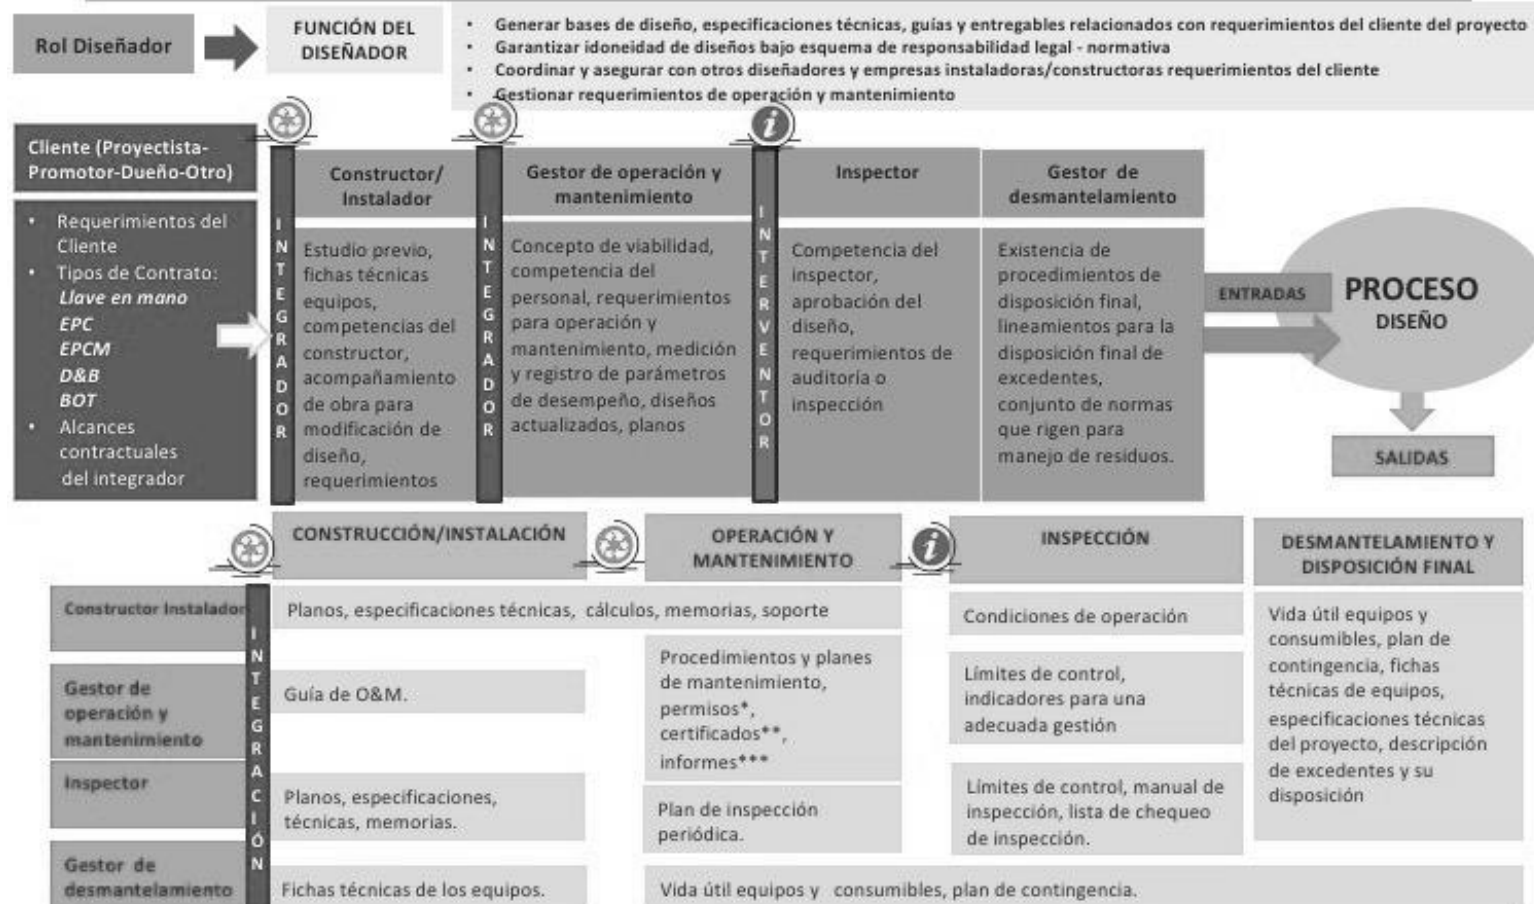 Rol Diseñador
FUNCIÓN DEL
DISEÑADOR
• Generar bases de diseño, especificaciones técnicas, guías y entregables relacionados con requerimientos del cliente del proyecto
• Garantizar idoneidad de diseños bajo esquema de responsabilidad legal - normativa
• Coordinar y asegurar con otros diseñadores y empresas instaladoras/constructoras requerimientos del cliente
• Gestionar requerimientos de operación y mantenimiento
Cliente (Proyectista-
Promotor-Dueño-Otro)
• Requerimientos del
Cliente
• Tipos de Contrato:
Llave en mano
EPC
EPCM
D&B
BOT
• Alcances
contractuales
del integrador
INTEGRADOR
Constructor/
Instalador
Estudio previo,
fichas técnicas
equipos,
competencias del
constructor,
acompañamiento
de obra para
modificación de
diseño,
requerimientos
INTEGRADOR
Gestor de operación y
mantenimiento
Concepto de viabilidad,
competencia del
personal, requerimientos
para operación y
mantenimiento, medición
y registro de parámetros
de desempeño, diseños
actualizados, planos
i
INTERVENTOR
Inspector
Competencia del
inspector,
aprobación del
diseño,
requerimientos de
auditoría o
inspección
Gestor de
desmantelamiento
Existencia de
procedimientos de
disposición final,
lineamientos para la
disposición final de
excedentes,
conjunto de normas
que rigen para
manejo de residuos.
ENTRADAS
PROCESO
DISEÑO
SALIDAS
CONSTRUCCIÓN/INSTALACIÓN
OPERACIÓN Y
MANTENIMIENTO
i
INSPECCIÓN
DESMANTELAMIENTO Y
DISPOSICIÓN FINAL
INTEGRACIÓN
Constructor Instalador
Planos, especificaciones técnicas, cálculos, memorias, soporte
Condiciones de operación
Vida útil equipos y
consumibles, plan de
contingencia, fichas
técnicas de equipos,
especificaciones técnicas
del proyecto, descripción
de excedentes y su
disposición
Gestor de
operación y
mantenimiento
Guía de O&M.
Procedimientos y planes
de mantenimiento,
permisos*,
certificados**,
informes***
Límites de control,
indicadores para una
adecuada gestión
Inspector
Planos, especificaciones,
técnicas, memorias.
Plan de inspección
periódica.
Límites de control, manual de
inspección, lista de chequeo
de inspección.
Gestor de
desmantelamiento
Fichas técnicas de los equipos.
Vida útil equipos y consumibles, plan de contingencia.